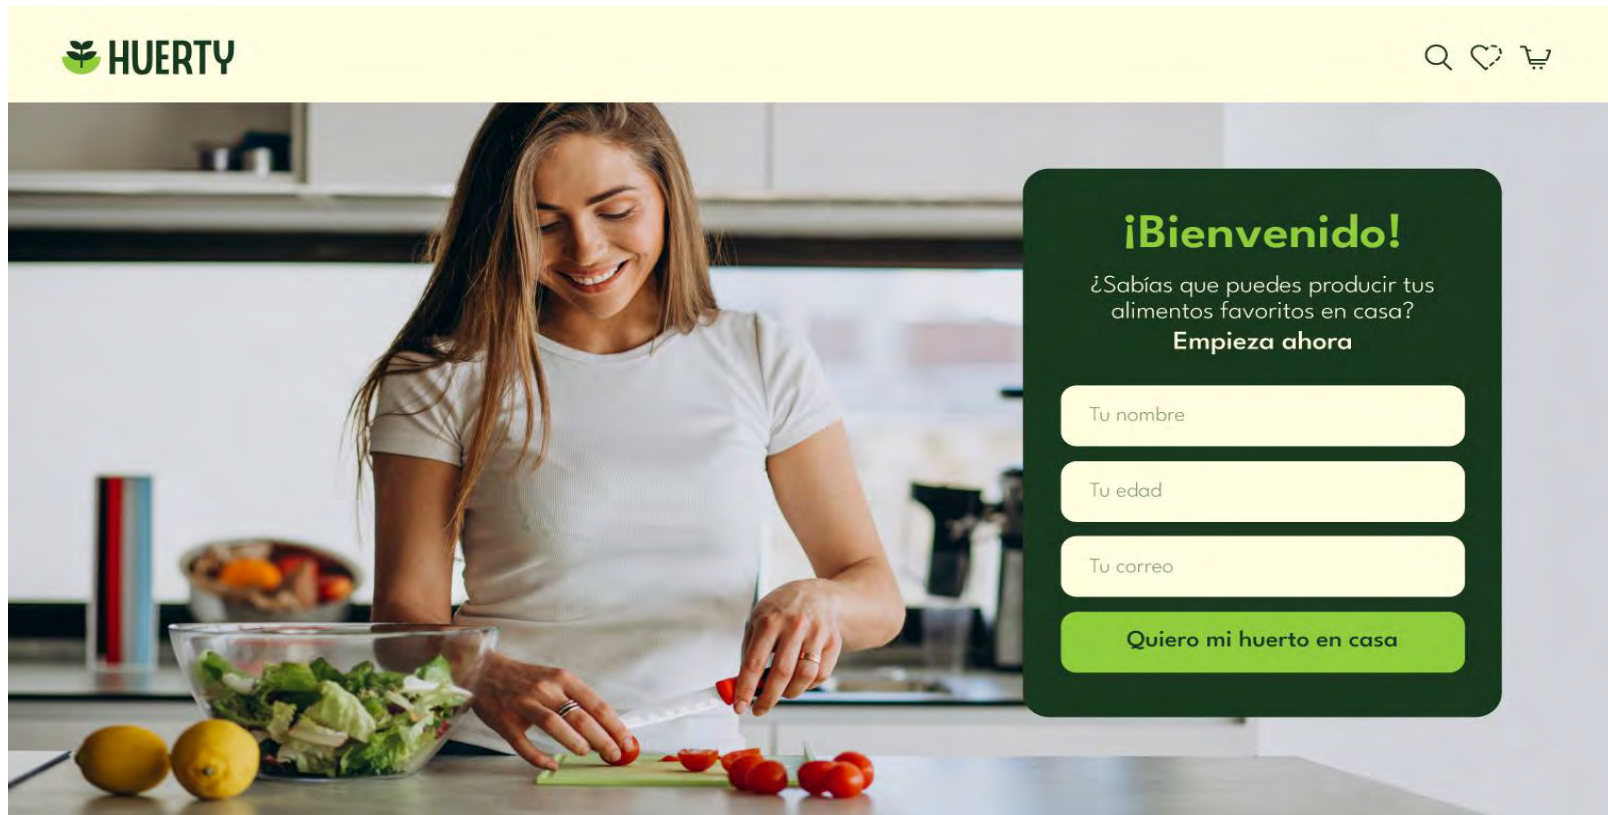 HUERTY
¡Bienvenido!
¿Sabías que puedes producir tus
alimentos favoritos en casa?
Empieza ahora
Tu nombre
Tu edad
Tu correo
Quiero mi huerto en casa